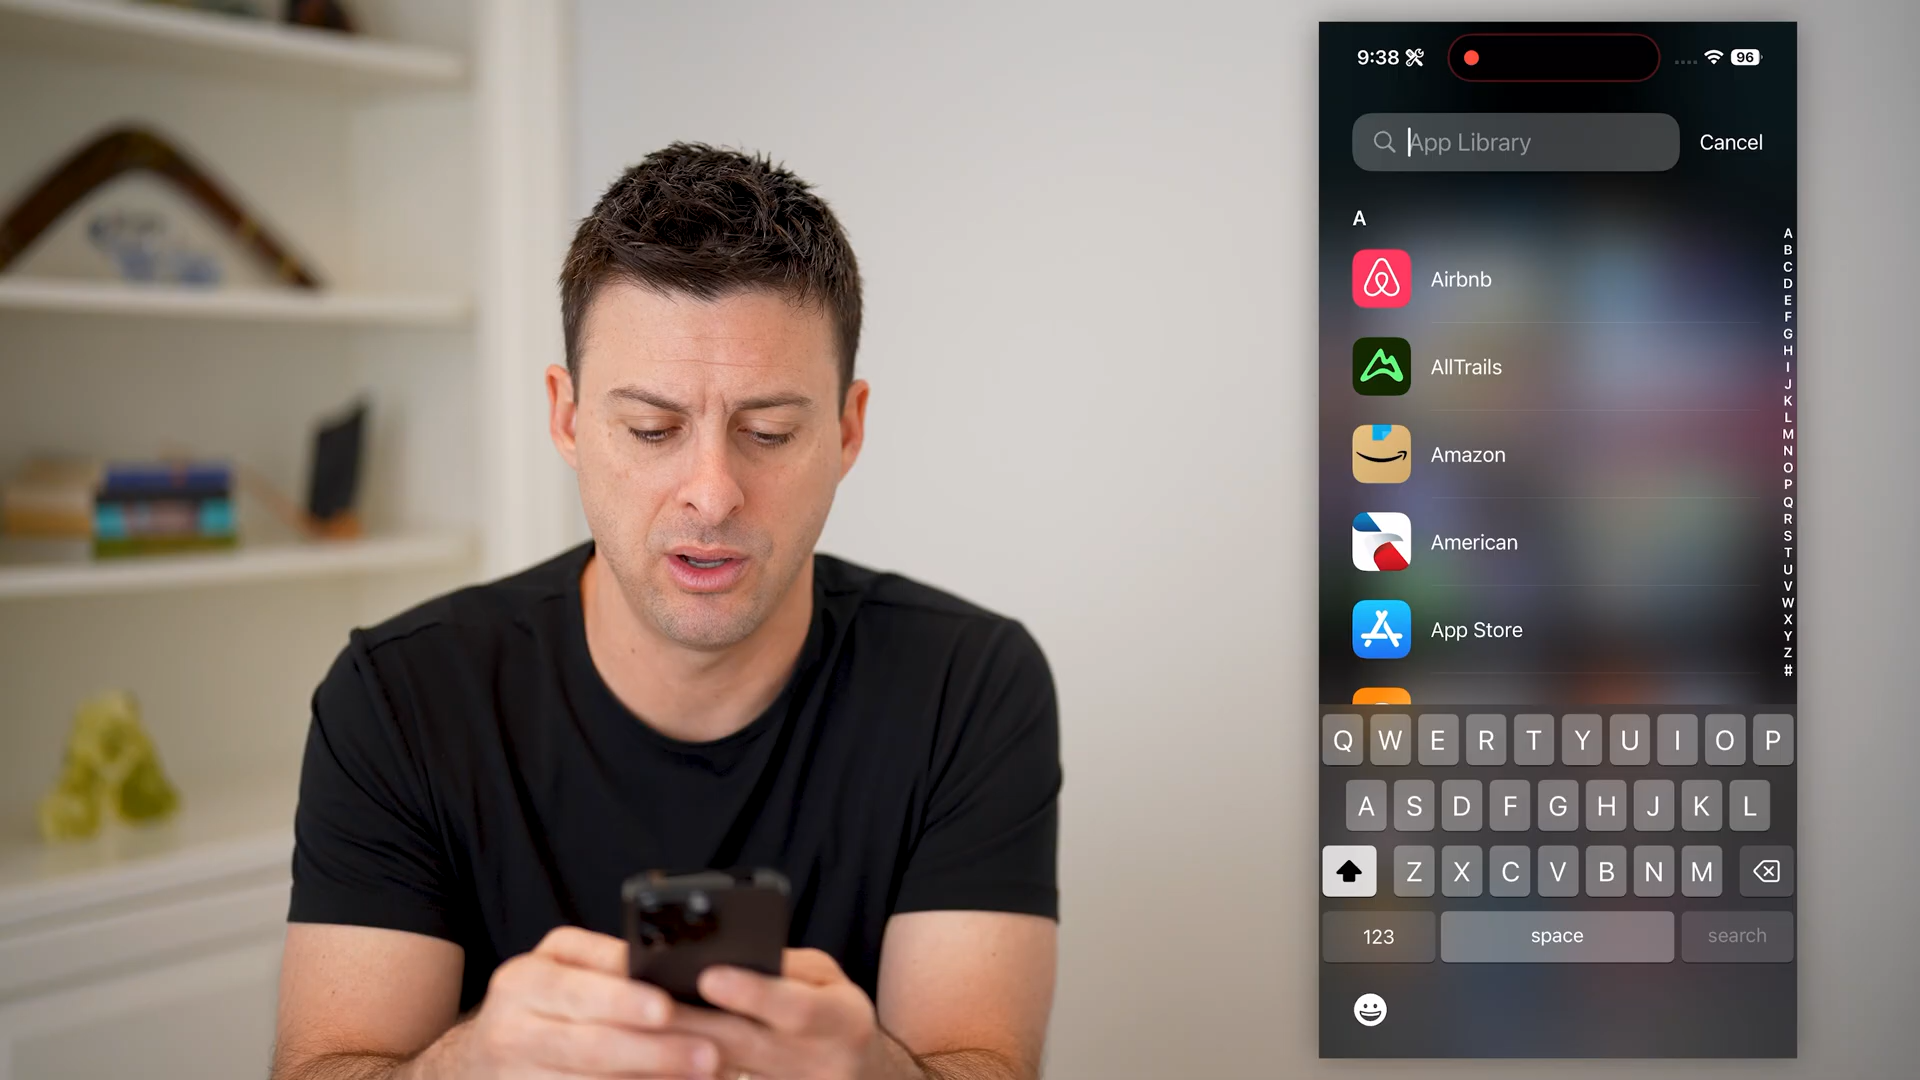 9:38 96
App Library Cancel
A
Airbnb
AllTrails
Amazon
American
App Store
A
B
C
D
E
F
G
H
I
J
K
L
M
N
O
P
Q
R
S
T
U
V
W
X
Y
Z
#
Q W E R T Y U I O P
A S D F G H J K L
Z X C V B N M
123 space search